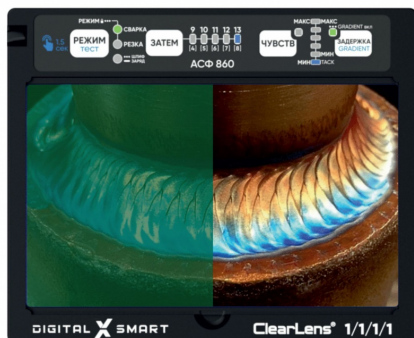 РЕЖИМ
СВАРКА
РЕЗКА
ШЛИФ
ЗАРЯД
1.5
сек
РЕЖИМ
тест
ЗАТЕМ
9 10 11 12 13
[4] [5] [6] [7] [8]
АСФ 860
ЧУВСТВ
МАКС МАКС
МИН
МИН TACK
GRADIENT вкл
ЗАДЕРЖКА
GRADIENT
DIGITAL X SMART
ClearLens® 1/1/1/1